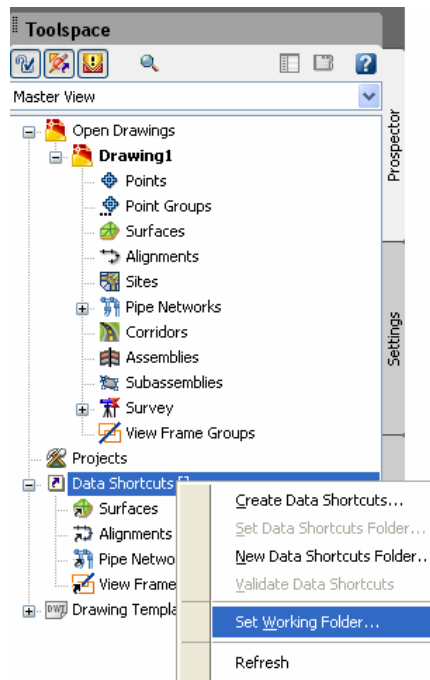 Toolspace
Master View
Open Drawings
Drawing1
Points
Point Groups
Surfaces
Alignments
Sites
Pipe Networks
Corridors
Assemblies
Subassemblies
Survey
View Frame Groups
Projects
Data Shortcuts []
Surfaces
Alignments
Pipe Netwo
View Frame
Drawing Templa
Create Data Shortcuts...
Set Data Shortcuts Folder...
New Data Shortcuts Folder..
Validate Data Shortcuts
Set Working Folder...
Refresh
Prospector
Settings